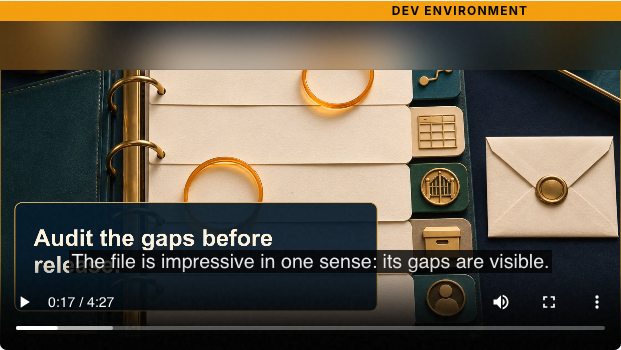 DEV ENVIRONMENT
Audit the gaps before
release.
The file is impressive in one sense: its gaps are visible.
0:17 / 4:27